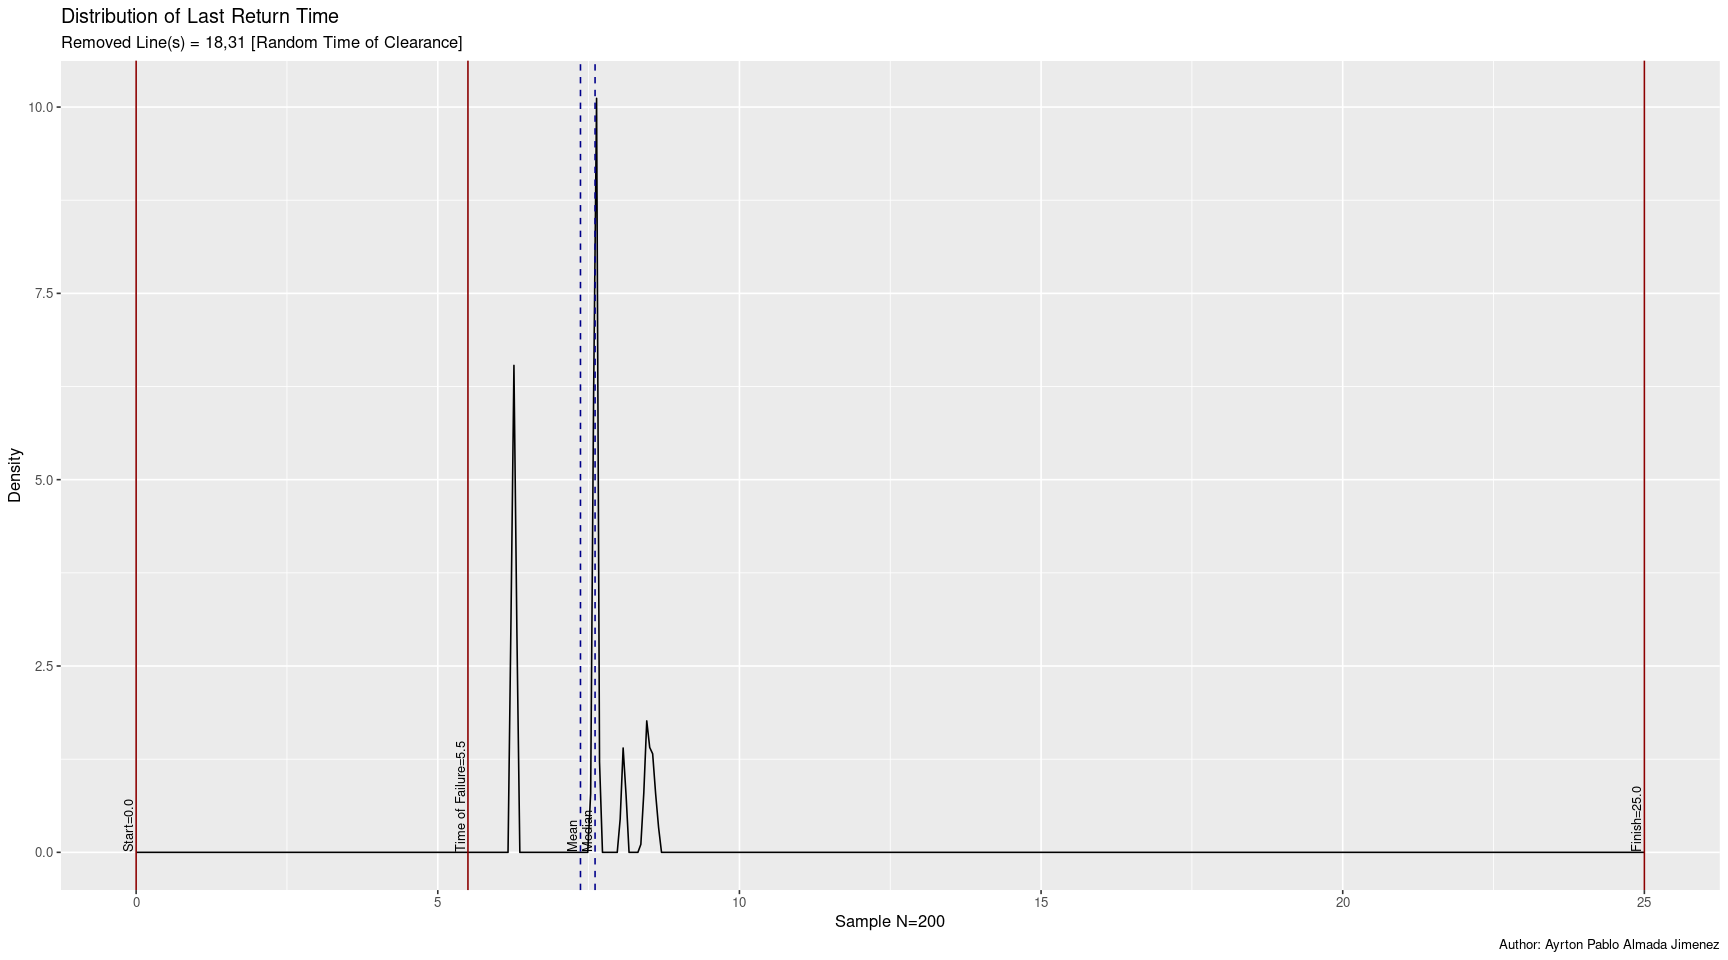 Distribution of Last Return Time
Removed Line(s) = 18,31 [Random Time of Clearance]
10.0
7.5
5.0
2.5
0.0
Density
Start=0.0
Time of Failure=5.5
Mean
Median
Finish=25.0
0
5
10
15
20
25
Sample N=200
Author: Ayrton Pablo Almada Jimenez